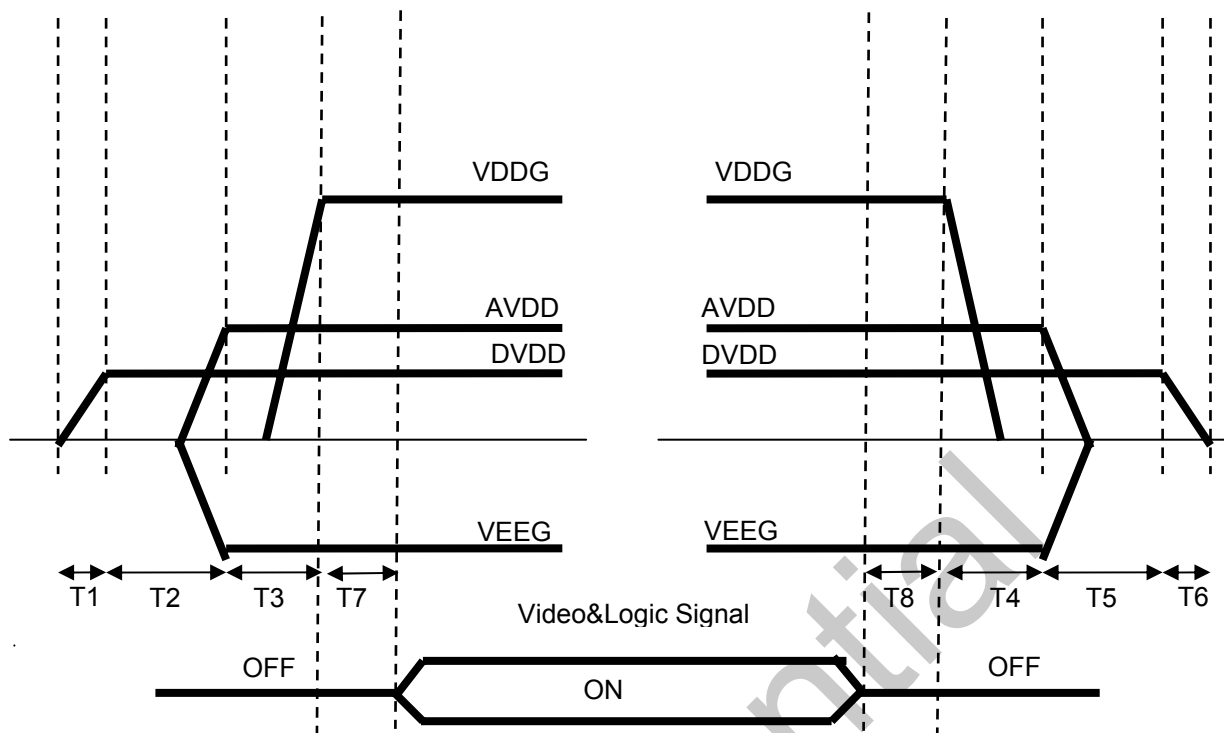 VDDG VDDG
AVDD AVDD
DVDD DVDD
VEEG VEEG
T1 T2 T3 T7 T8 T4 T5 T6
Video&Logic Signal
OFF ON OFF
ntial